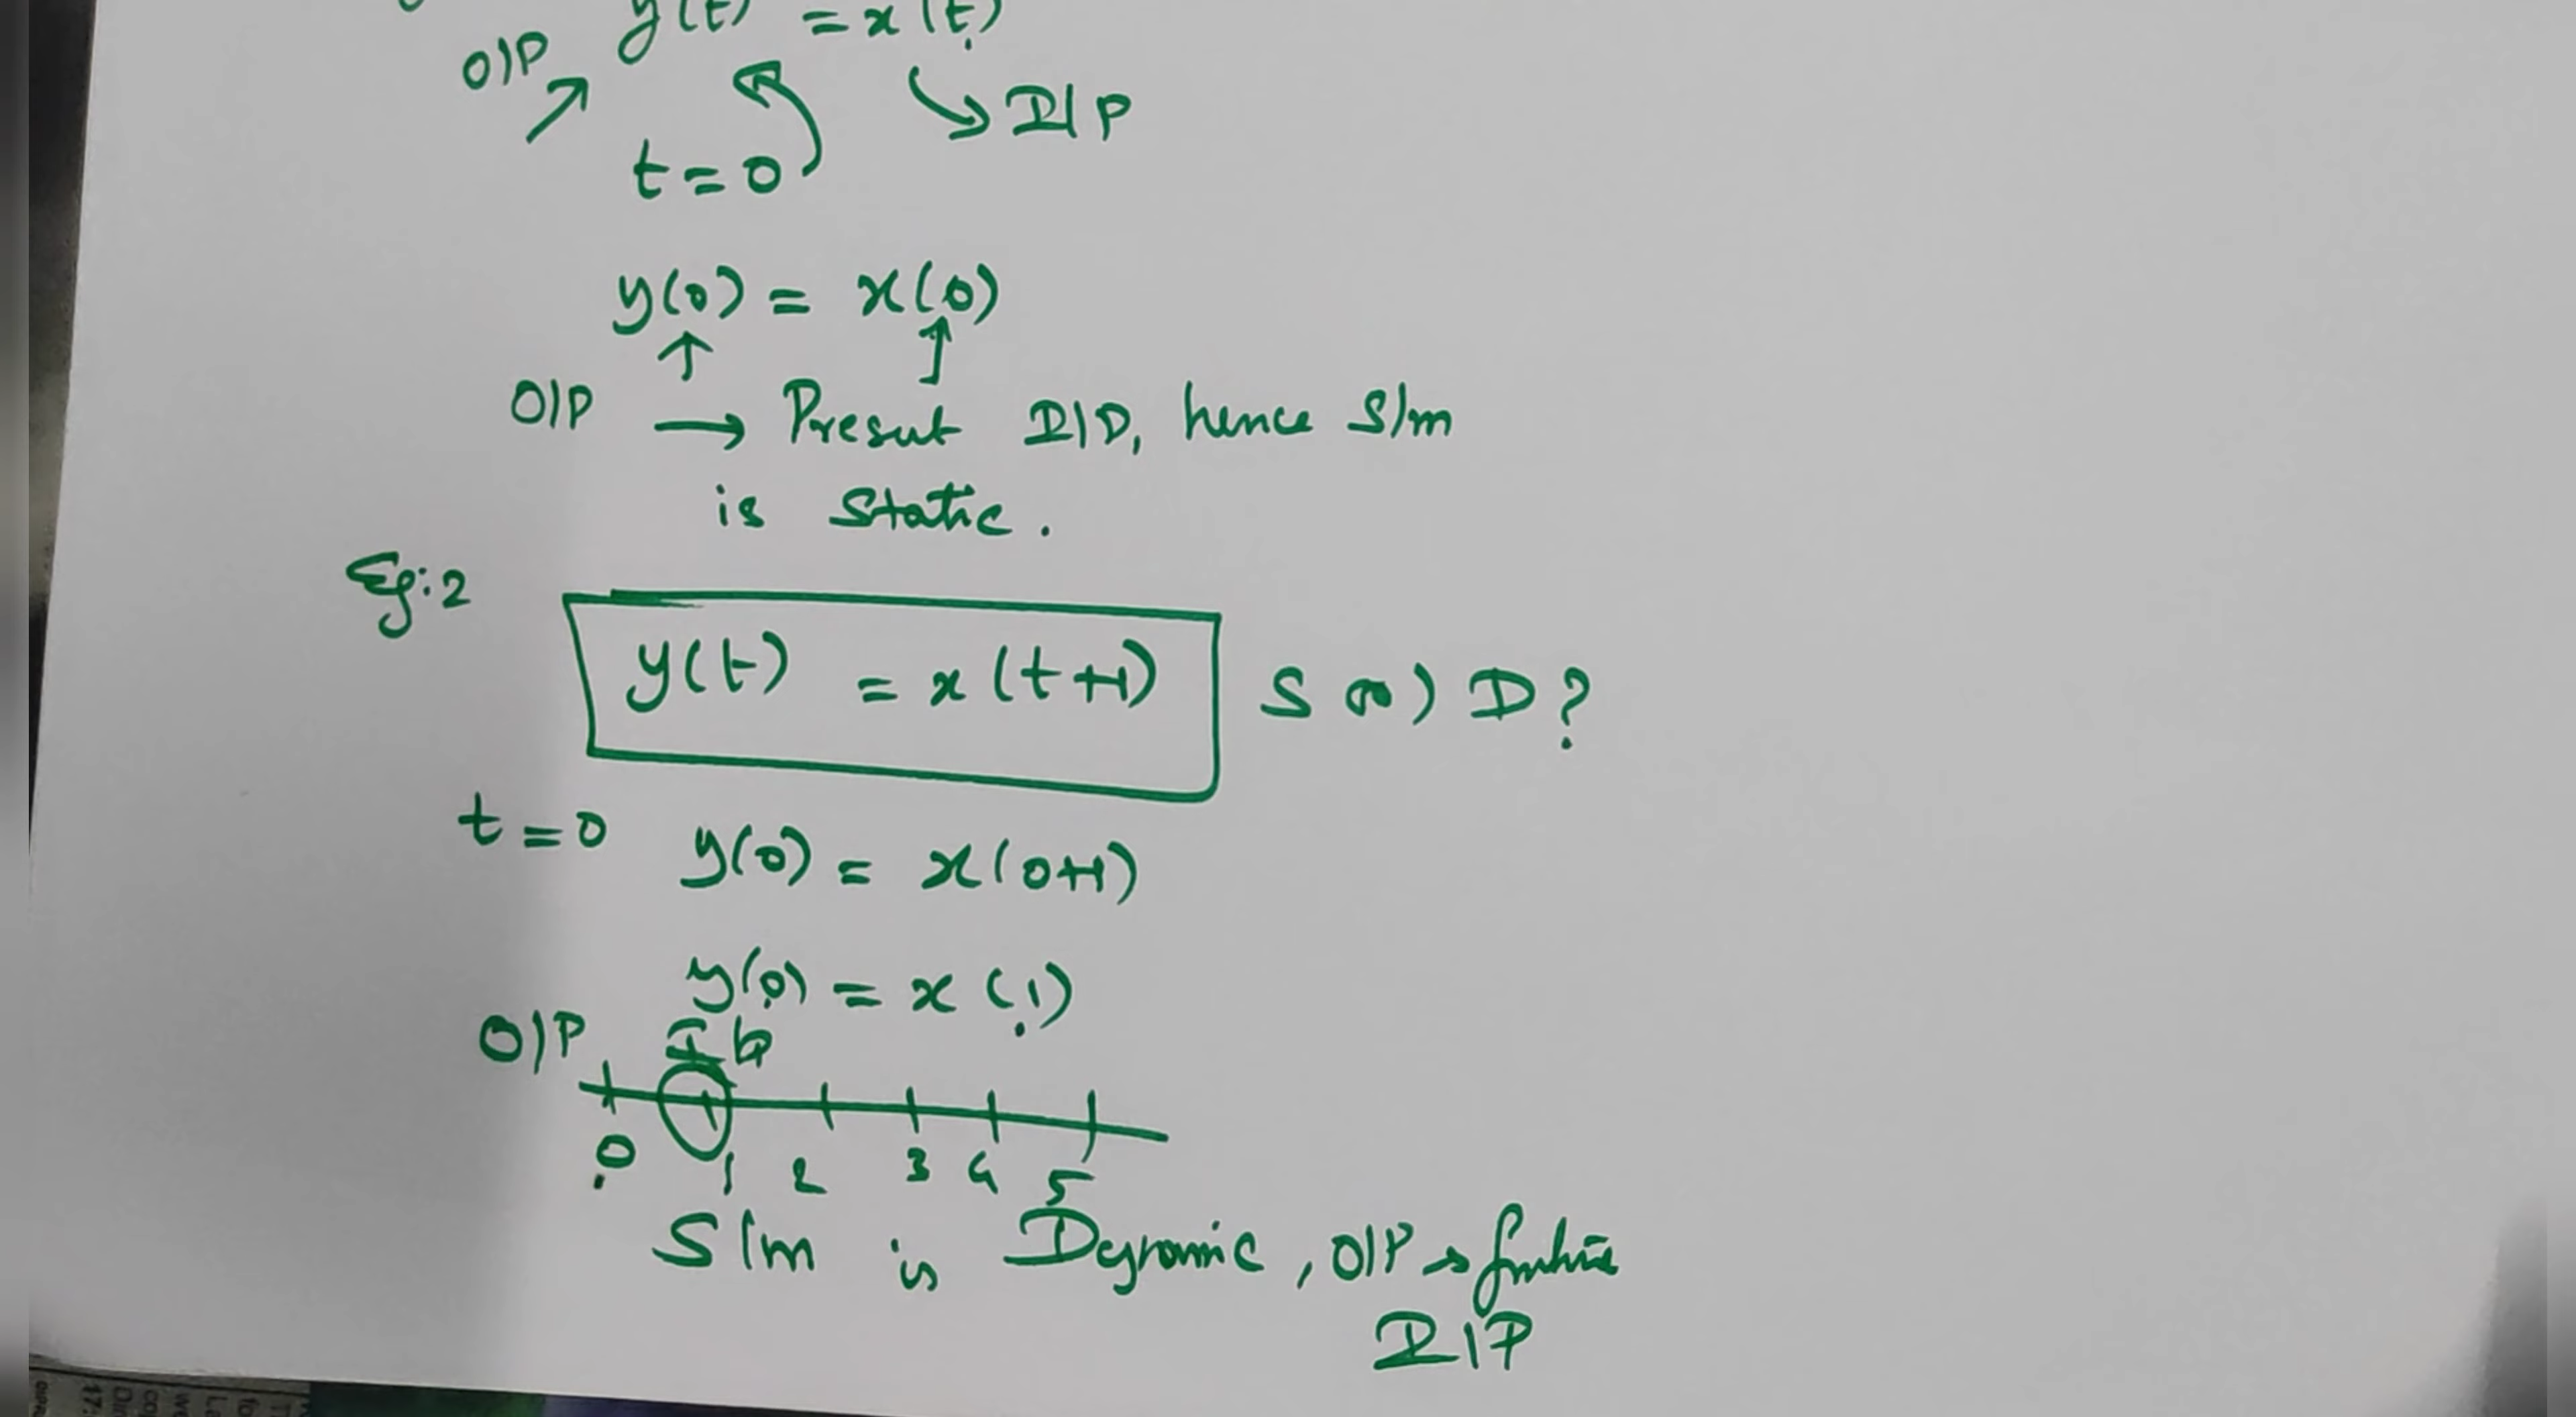 y(t) = x(t)
O/P
I/P
t=0
y(0) = x(0)
O/P → Present I/P, hence S/m
is static.
Eg:2
y(t) = x(t+1) S or) D?
t=0 y(0) = x(0+1)
y(0) = x(1)
O/P
0 1 2 3 4 5
S/m is Dynamic, O/P → future
I/P